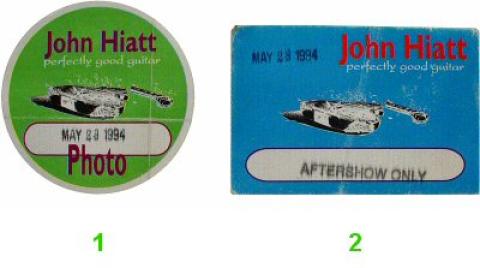 John Hiatt
perfectly good guitar
MAY 28 1994
Photo
MAY 28 1994
John Hiatt
perfectly good guitar
AFTERSHOW ONLY
1
2